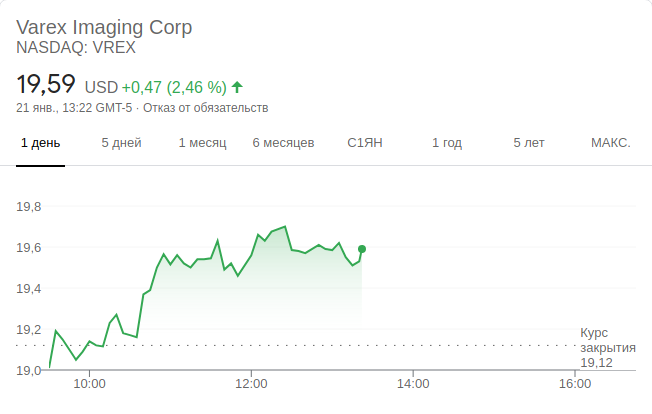 Varex Imaging Corp
NASDAQ: VREX
19,59 USD +0,47 (2,46 %)
21 янв., 13:22 GMT-5 · Отказ от обязательств
1 день 5 дней 1 месяц 6 месяцев С1ЯН 1 год 5 лет МАКС.
19,8
19,6
19,4
19,2
19,0
Курс
закрытия
19,12
10:00 12:00 14:00 16:00